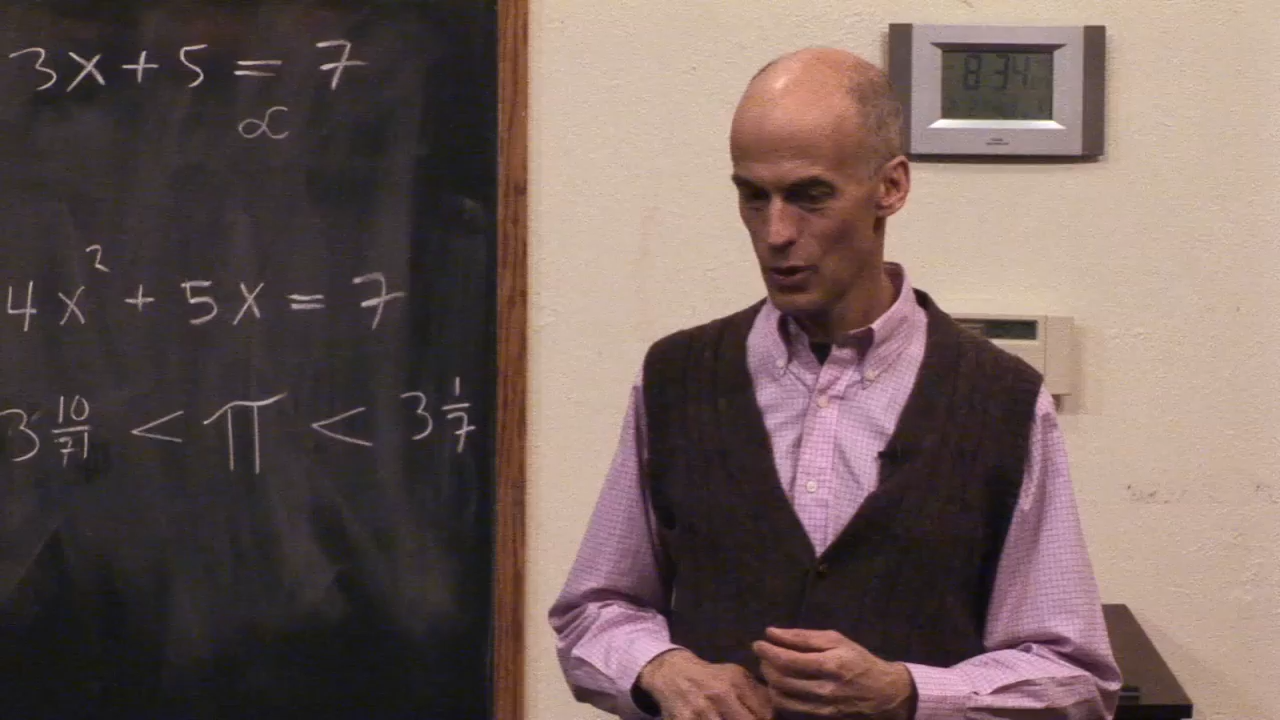 3x + 5 = 7
∝
4x² + 5x = 7
3 10/71 < π < 3 1/7
8:34